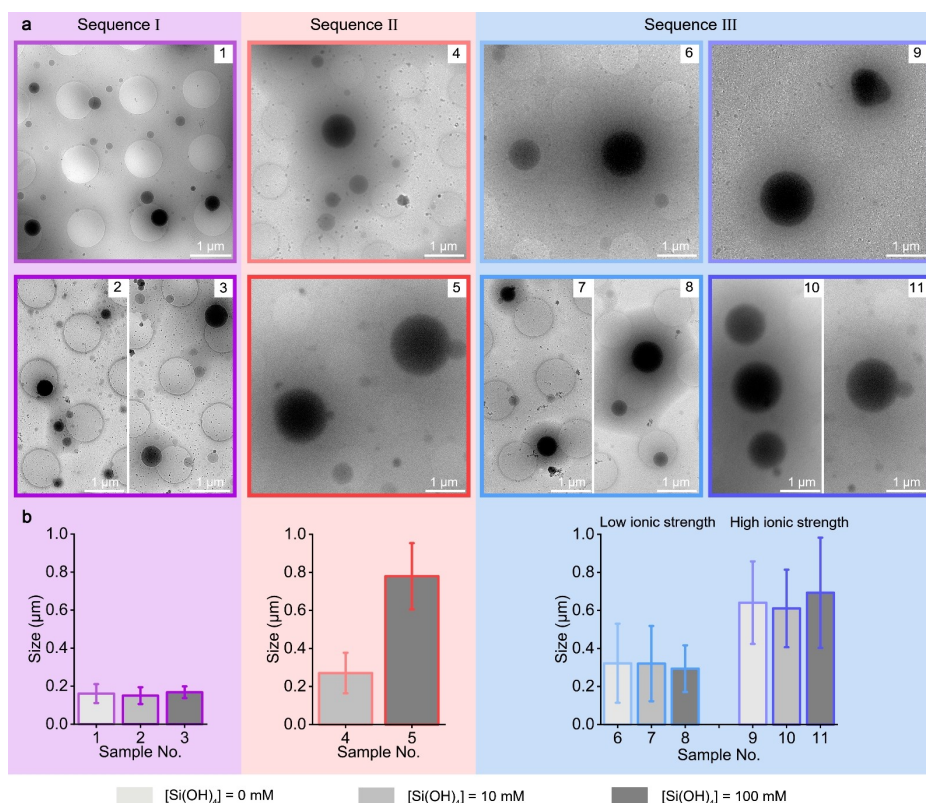 a
Sequence I
Sequence II
Sequence III
1
1 µm
4
1 µm
6
1 µm
9
1 µm
2
1 µm
3
1 µm
5
1 µm
7
1 µm
8
1 µm
10
1 µm
11
1 µm
b
Size (µm)
1.0
0.8
0.6
0.4
0.2
0.0
1 2 3
Sample No.
Size (µm)
1.0
0.8
0.6
0.4
0.2
0.0
4 5
Sample No.
Low ionic strength High ionic strength
Size (µm)
1.0
0.8
0.6
0.4
0.2
0.0
6 7 8 9 10 11
Sample No.
[Si(OH)₄] = 0 mM
[Si(OH)₄] = 10 mM
[Si(OH)₄] = 100 mM